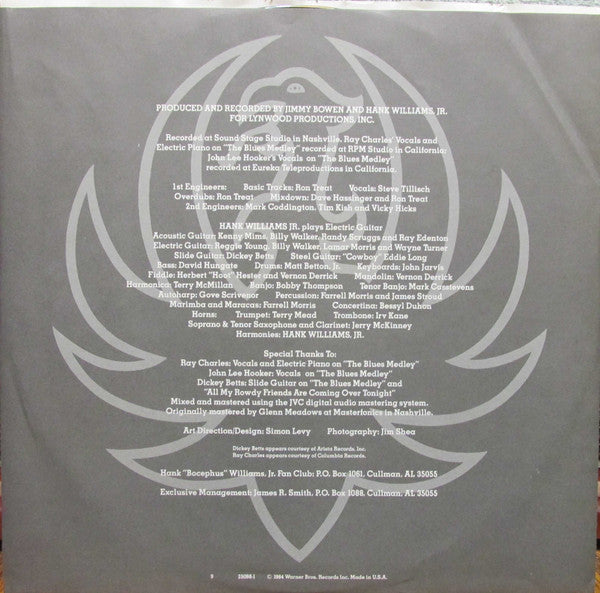 PRODUCED AND RECORDED BY JIMMY BOWEN AND HANK WILLIAMS, JR.
FOR LYNWOOD PRODUCTIONS, INC.
Recorded at Sound Stage Studio in Nashville. Ray Charles' Vocals and
Electric Piano on "The Blues Medley" recorded at RPM Studio in California;
John Lee Hooker's Vocals on "The Blues Medley"
recorded at Eureka Teleproductions in California.
1st Engineers: Basic Tracks: Ron Treat Vocals: Steve Tillisch
Overdubs: Ron Treat Mixdown: Dave Hassinger and Ron Treat
2nd Engineers: Mark Coddington, Tim Kish and Vicky Hicks
HANK WILLIAMS JR. plays Electric Guitar
Acoustic Guitar: Kenny Mims, Billy Walker, Randy Scruggs and Ray Edenton
Electric Guitar: Reggie Young, Billy Walker, Lamar Morris and Wayne Turner
Slide Guitar: Dickey Betts Steel Guitar: "Cowboy" Eddie Long
Bass: David Hungate Drums: Matt Betton, Jr. Keyboards: John Jarvis
Fiddle: Herbert "Hoot" Hester and Vernon Derrick Mandolin: Vernon Derrick
Harmonica: Terry McMillan Banjo: Bobby Thompson Tenor Banjo: Mark Casstevens
Autoharp: Gove Scrivenor Percussion: Farrell Morris and James Stroud
Marimba and Maracas: Farrell Morris Concertina: Bessyl Duhon
Horns: Trumpet: Terry Mead Trombone: Irv Kane
Soprano & Tenor Saxophone and Clarinet: Jerry McKinney
Harmonies: HANK WILLIAMS, JR.
Special Thanks To:
Ray Charles: Vocals and Electric Piano on "The Blues Medley"
John Lee Hooker: Vocals on "The Blues Medley"
Dickey Betts: Slide Guitar on "The Blues Medley" and
"All My Rowdy Friends Are Coming Over Tonight"
Mixed and mastered using the JVC digital audio mastering system.
Originally mastered by Glenn Meadows at Masterfonics in Nashville.
Art Direction/Design: Simon Levy Photography: Jim Shea
Dickey Betts appears courtesy of Arista Records, Inc.
Ray Charles appears courtesy of Columbia Records.
Hank "Bocephus" Williams, Jr. Fan Club: P.O. Box 1061, Cullman, AL 35055
Exclusive Management: James R. Smith, P.O. Box 1088, Cullman, AL 35055
9 25088-1 © 1984 Warner Bros. Records Inc. Made in U.S.A.